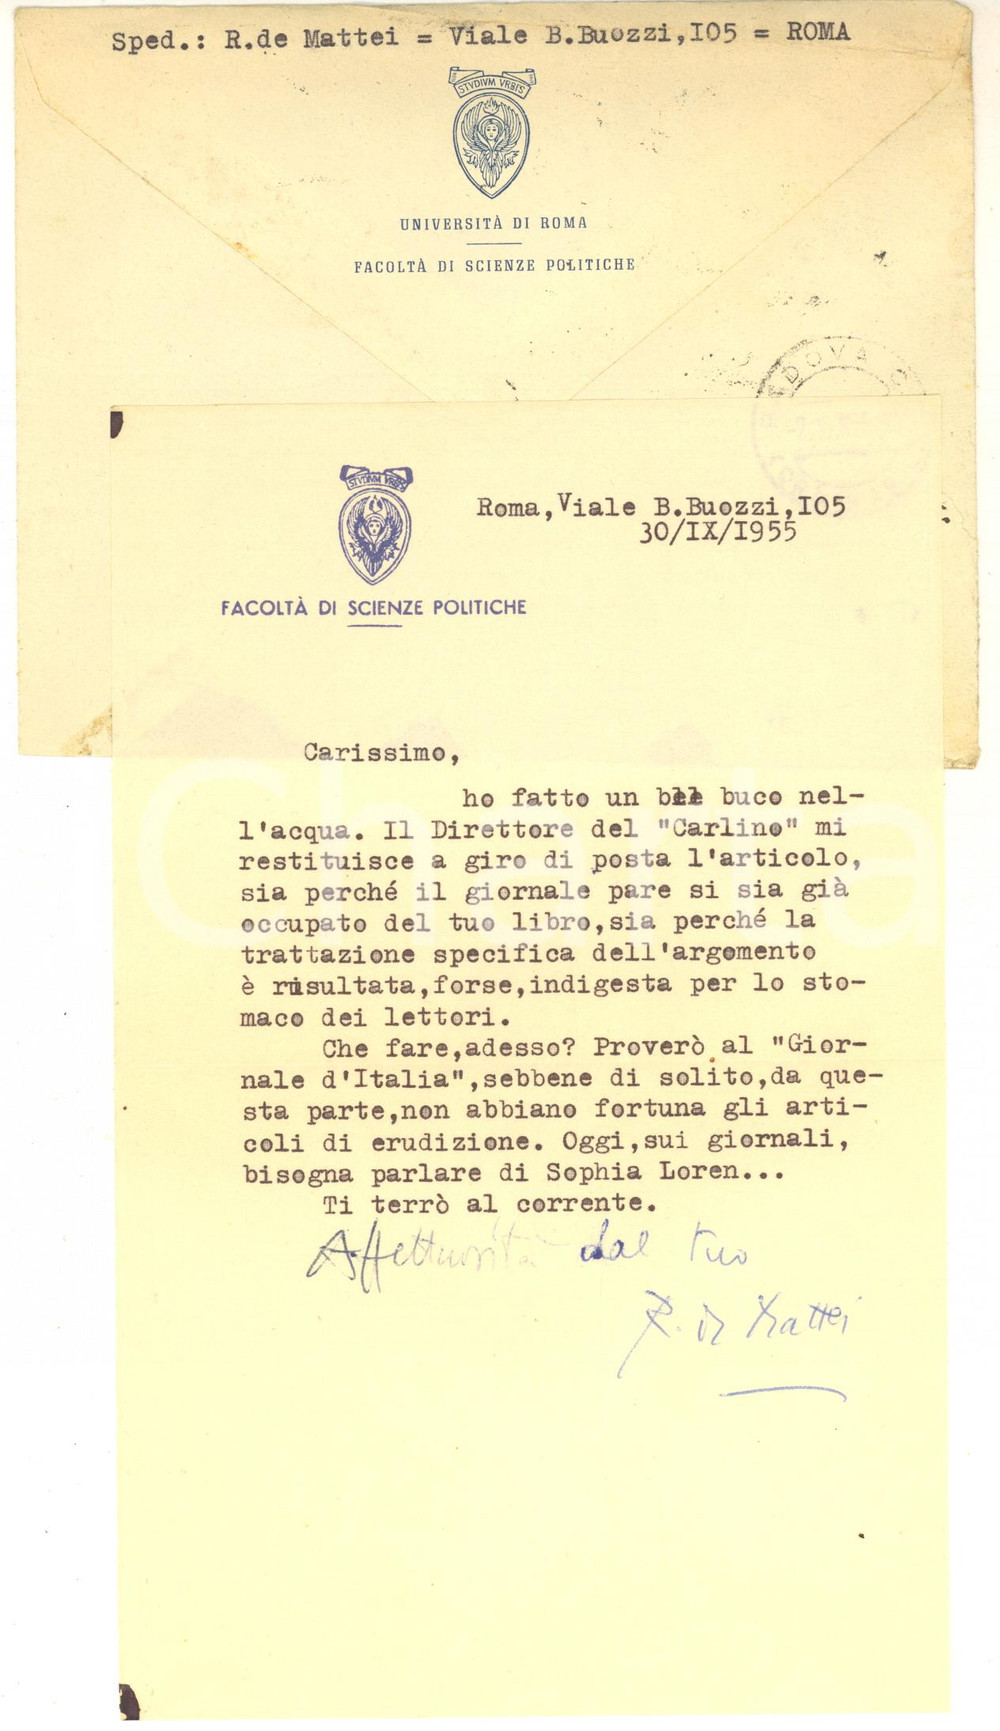 Sped.: R.de Mattei = Viale B.Buozzi,I05 = ROMA
STVDIVM VRBIS
UNIVERSITÀ DI ROMA
FACOLTÀ DI SCIENZE POLITICHE
DOVA
STVDIVM VRBIS
FACOLTÀ DI SCIENZE POLITICHE
Roma,Viale B.Buozzi,I05
30/IX/I955
Carissimo,
ho fatto un bel buco nel-
l'acqua. Il Direttore del "Carlino" mi
restituisce a giro di posta l'articolo,
sia perché il giornale pare si sia già
occupato del tuo libro,sia perché la
trattazione specifica dell'argomento
è risultata,forse,indigesta per lo sto-
maco dei lettori.
Che fare,adesso? Proverò al "Gior-
nale d'Italia",sebbene di solito,da que-
sta parte,non abbiano fortuna gli arti-
coli di erudizione. Oggi,sui giornali,
bisogna parlare di Sophia Loren...
Ti terrò al corrente.
Affettuosità dal tuo
R. de Mattei